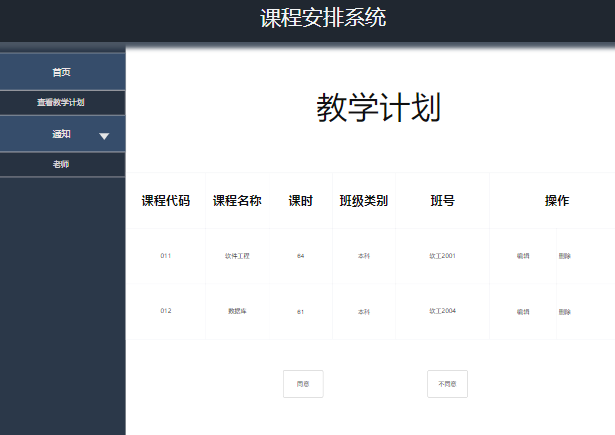 课程安排系统
首页
查看教学计划
通知
老师
教学计划
课程代码 课程名称 课时 班级类别 班号 操作
011 软件工程 64 本科 软工2001 编辑 删除
012 数据库 61 本科 软工2004 编辑 删除
同意 不同意